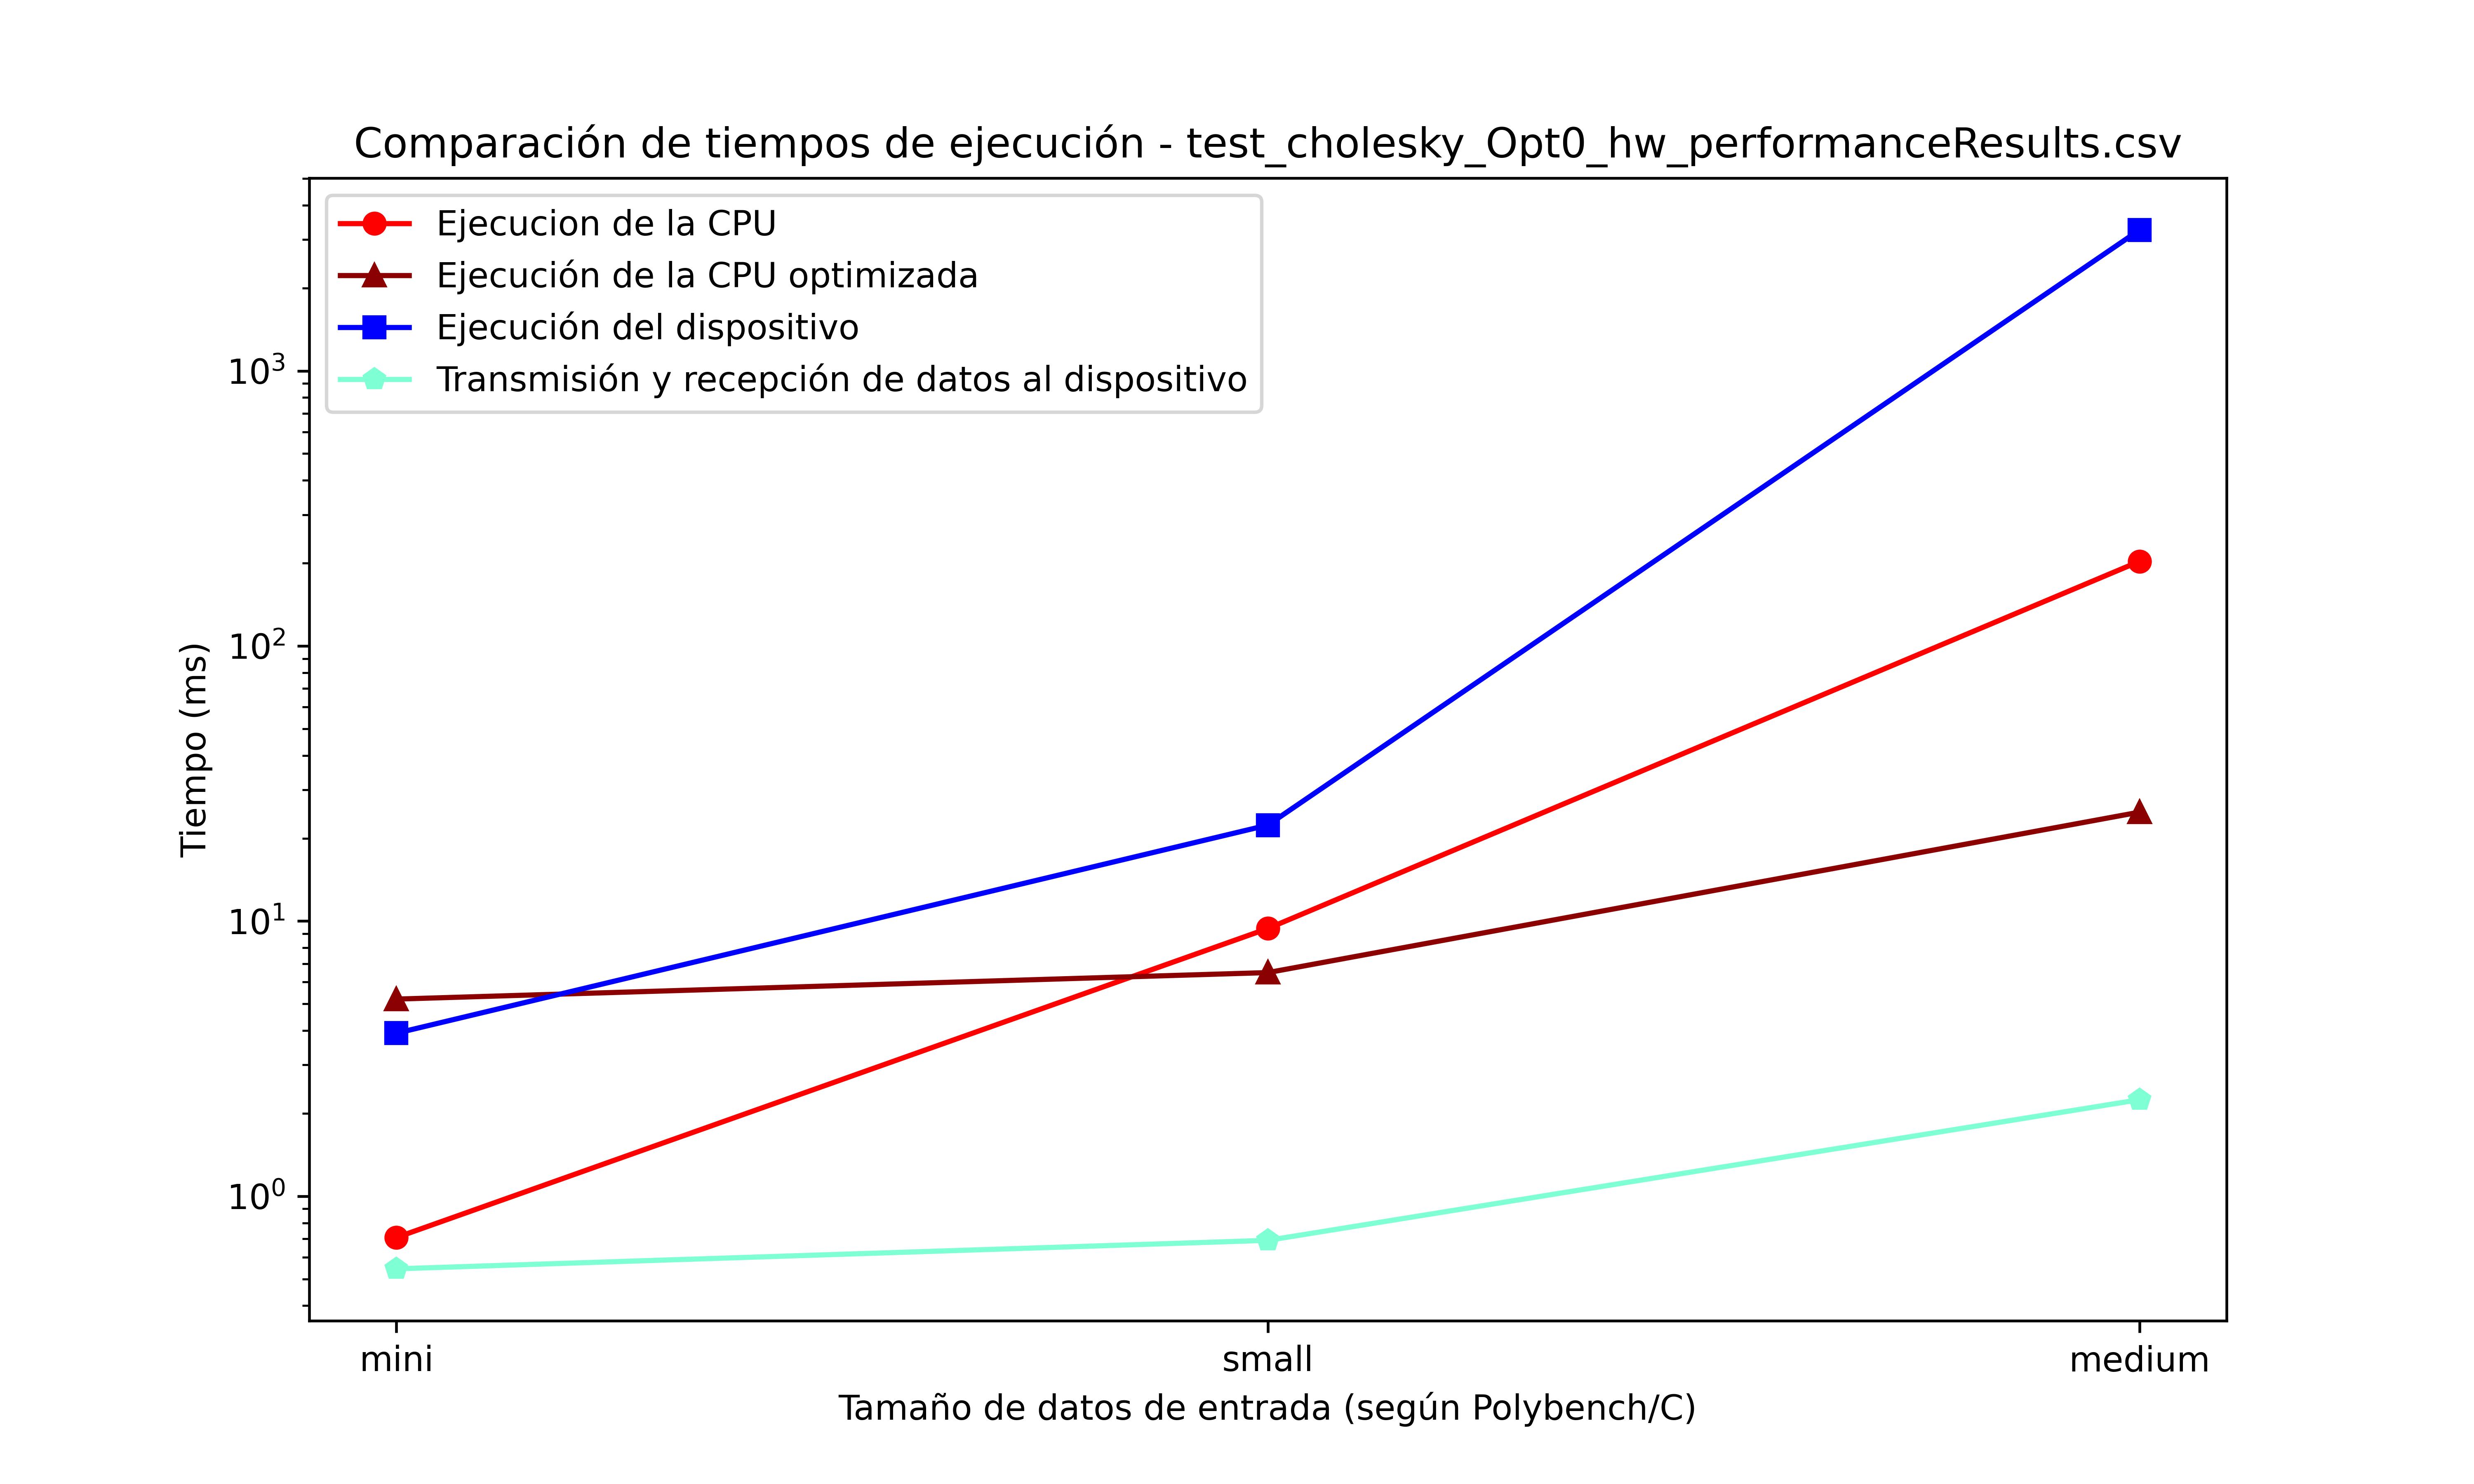 Comparación de tiempos de ejecución - test_cholesky_Opt0_hw_performanceResults.csv
Ejecucion de la CPU
Ejecución de la CPU optimizada
Ejecución del dispositivo
Transmisión y recepción de datos al dispositivo
Tiempo (ms)
10³
10²
10¹
10⁰
mini
small
medium
Tamaño de datos de entrada (según Polybench/C)